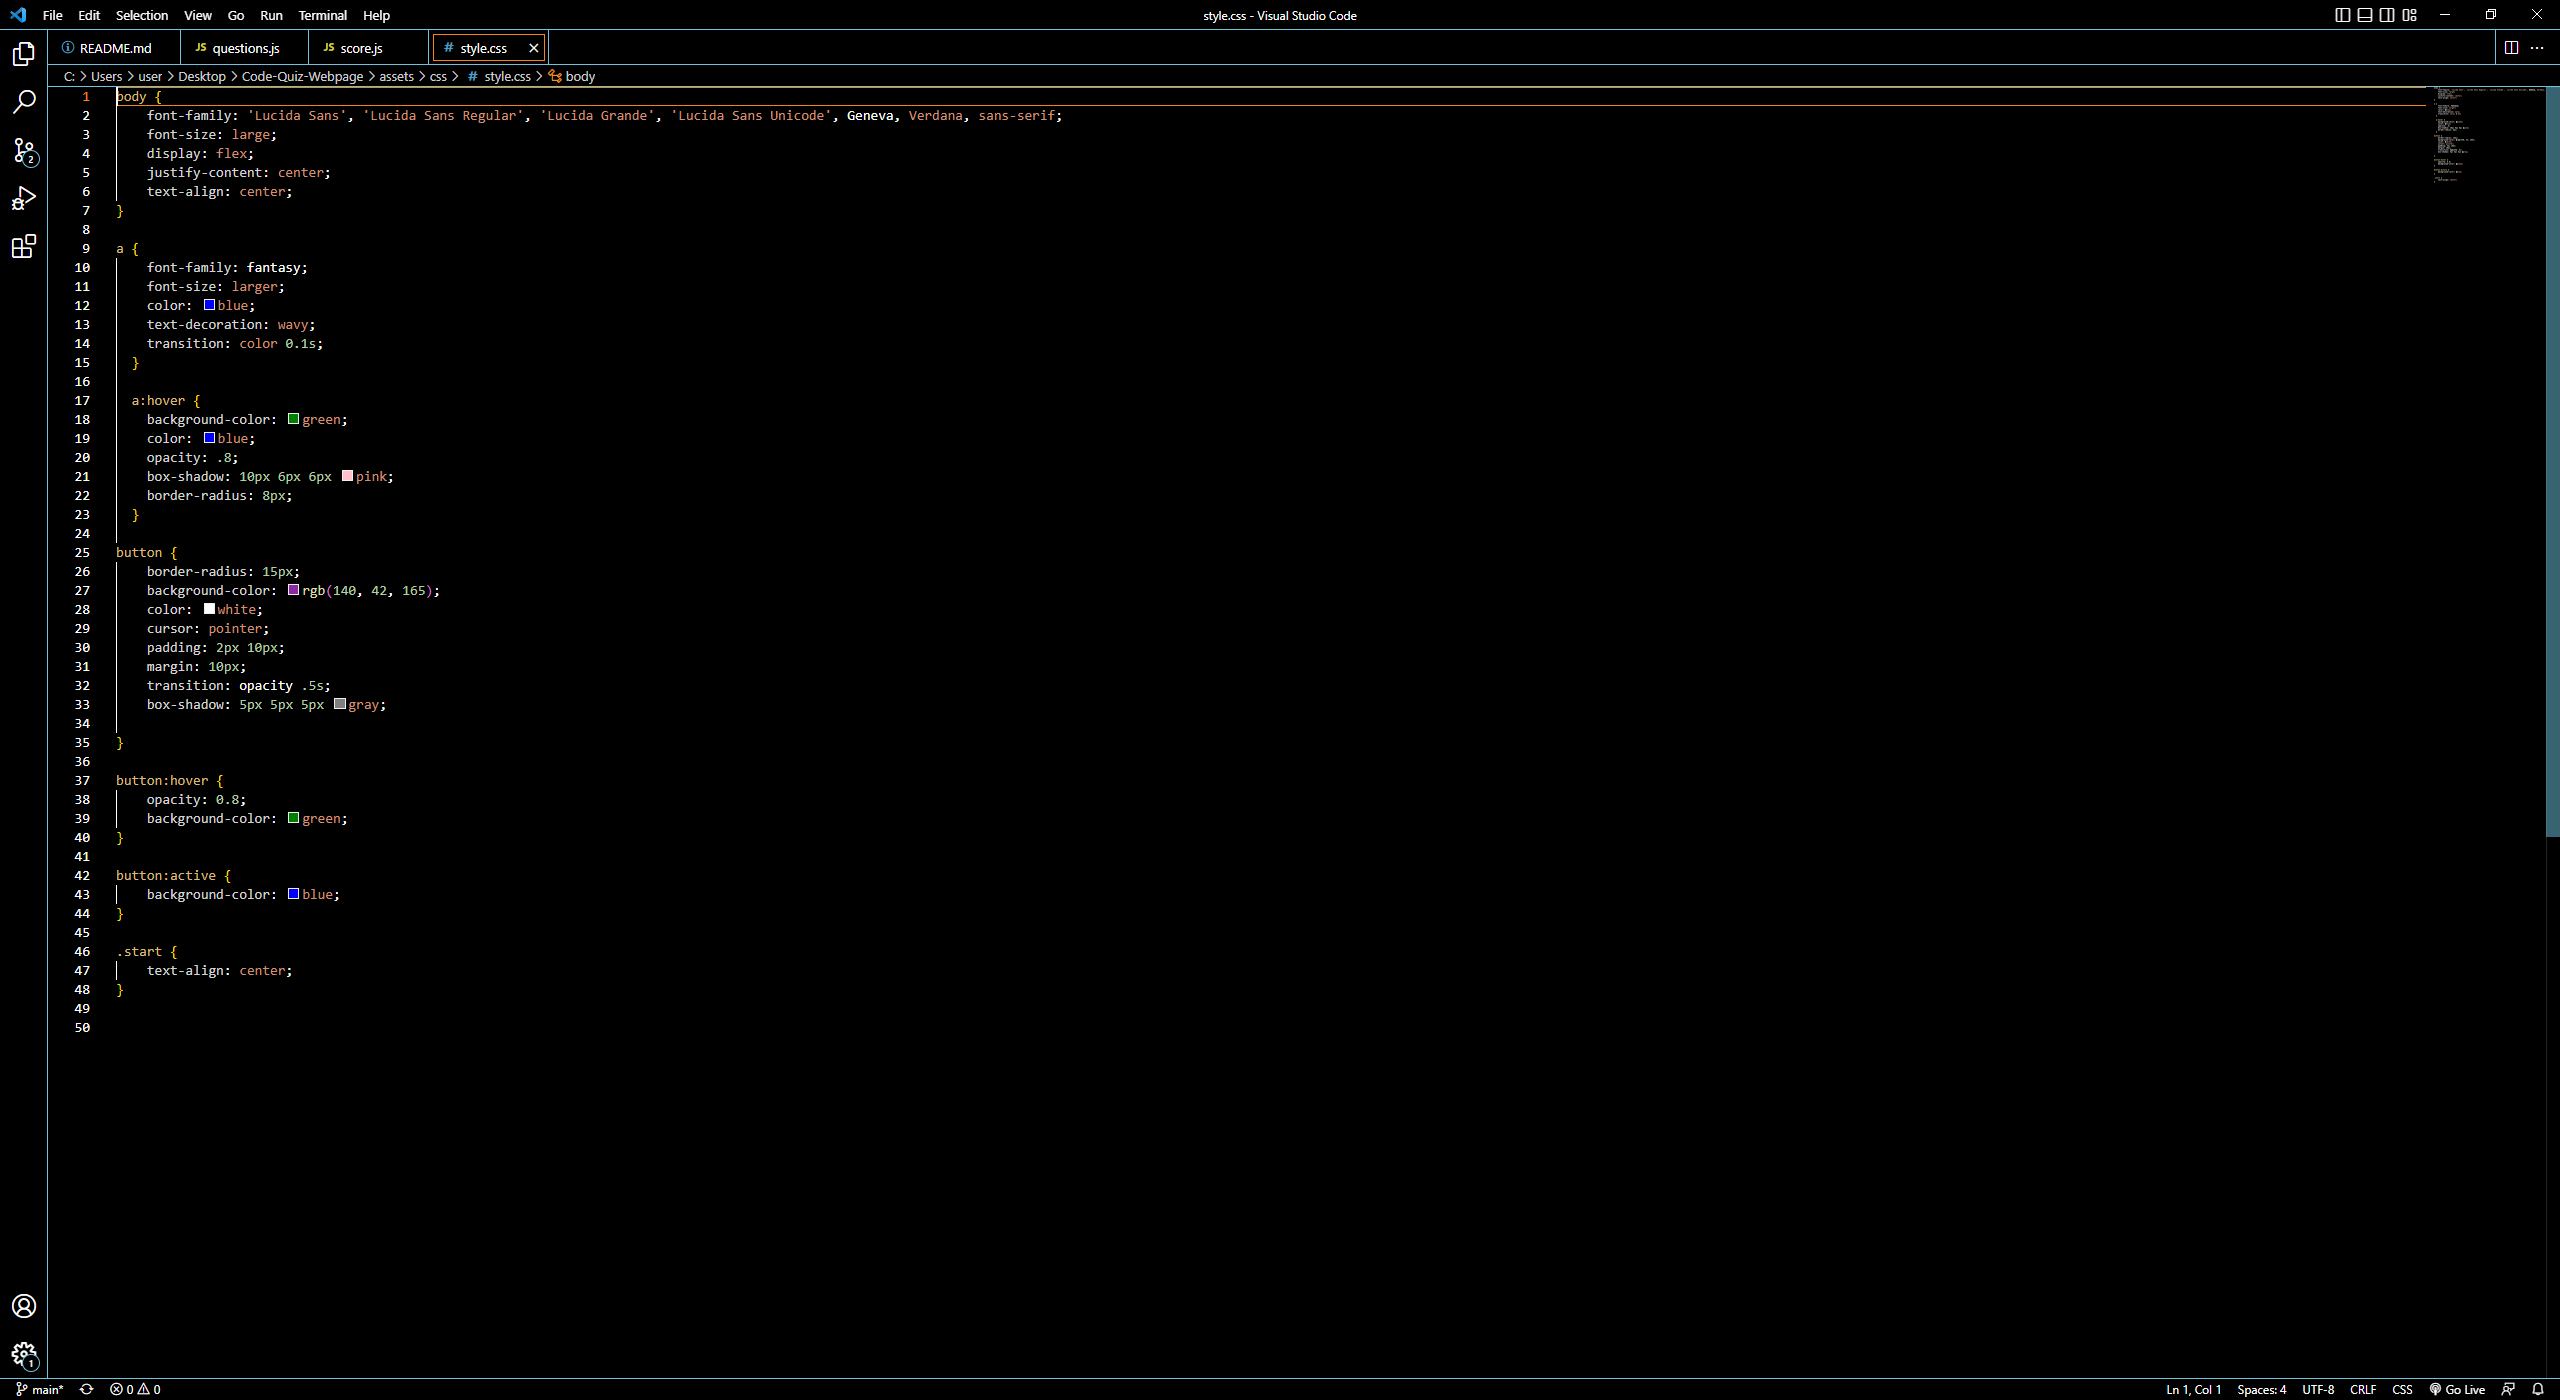 File Edit Selection View Go Run Terminal Help
style.css - Visual Studio Code
README.md
JS questions.js
JS score.js
# style.css
C: > Users > user > Desktop > Code-Quiz-Webpage > assets > css > # style.css > body
1 body {
2 font-family: 'Lucida Sans', 'Lucida Sans Regular', 'Lucida Grande', 'Lucida Sans Unicode', Geneva, Verdana, sans-serif;
3 font-size: large;
4 display: flex;
5 justify-content: center;
6 text-align: center;
7 }
8
9 a {
10 font-family: fantasy;
11 font-size: larger;
12 color: blue;
13 text-decoration: wavy;
14 transition: color 0.1s;
15 }
16
17 a:hover {
18 background-color: green;
19 color: blue;
20 opacity: .8;
21 box-shadow: 10px 6px 6px pink;
22 border-radius: 8px;
23 }
24
25 button {
26 border-radius: 15px;
27 background-color: rgb(140, 42, 165);
28 color: white;
29 cursor: pointer;
30 padding: 2px 10px;
31 margin: 10px;
32 transition: opacity .5s;
33 box-shadow: 5px 5px 5px gray;
34
35 }
36
37 button:hover {
38 opacity: 0.8;
39 background-color: green;
40 }
41
42 button:active {
43 background-color: blue;
44 }
45
46 .start {
47 text-align: center;
48 }
49
50
2
1
main* 0 0
Ln 1, Col 1 Spaces: 4 UTF-8 CRLF CSS Go Live